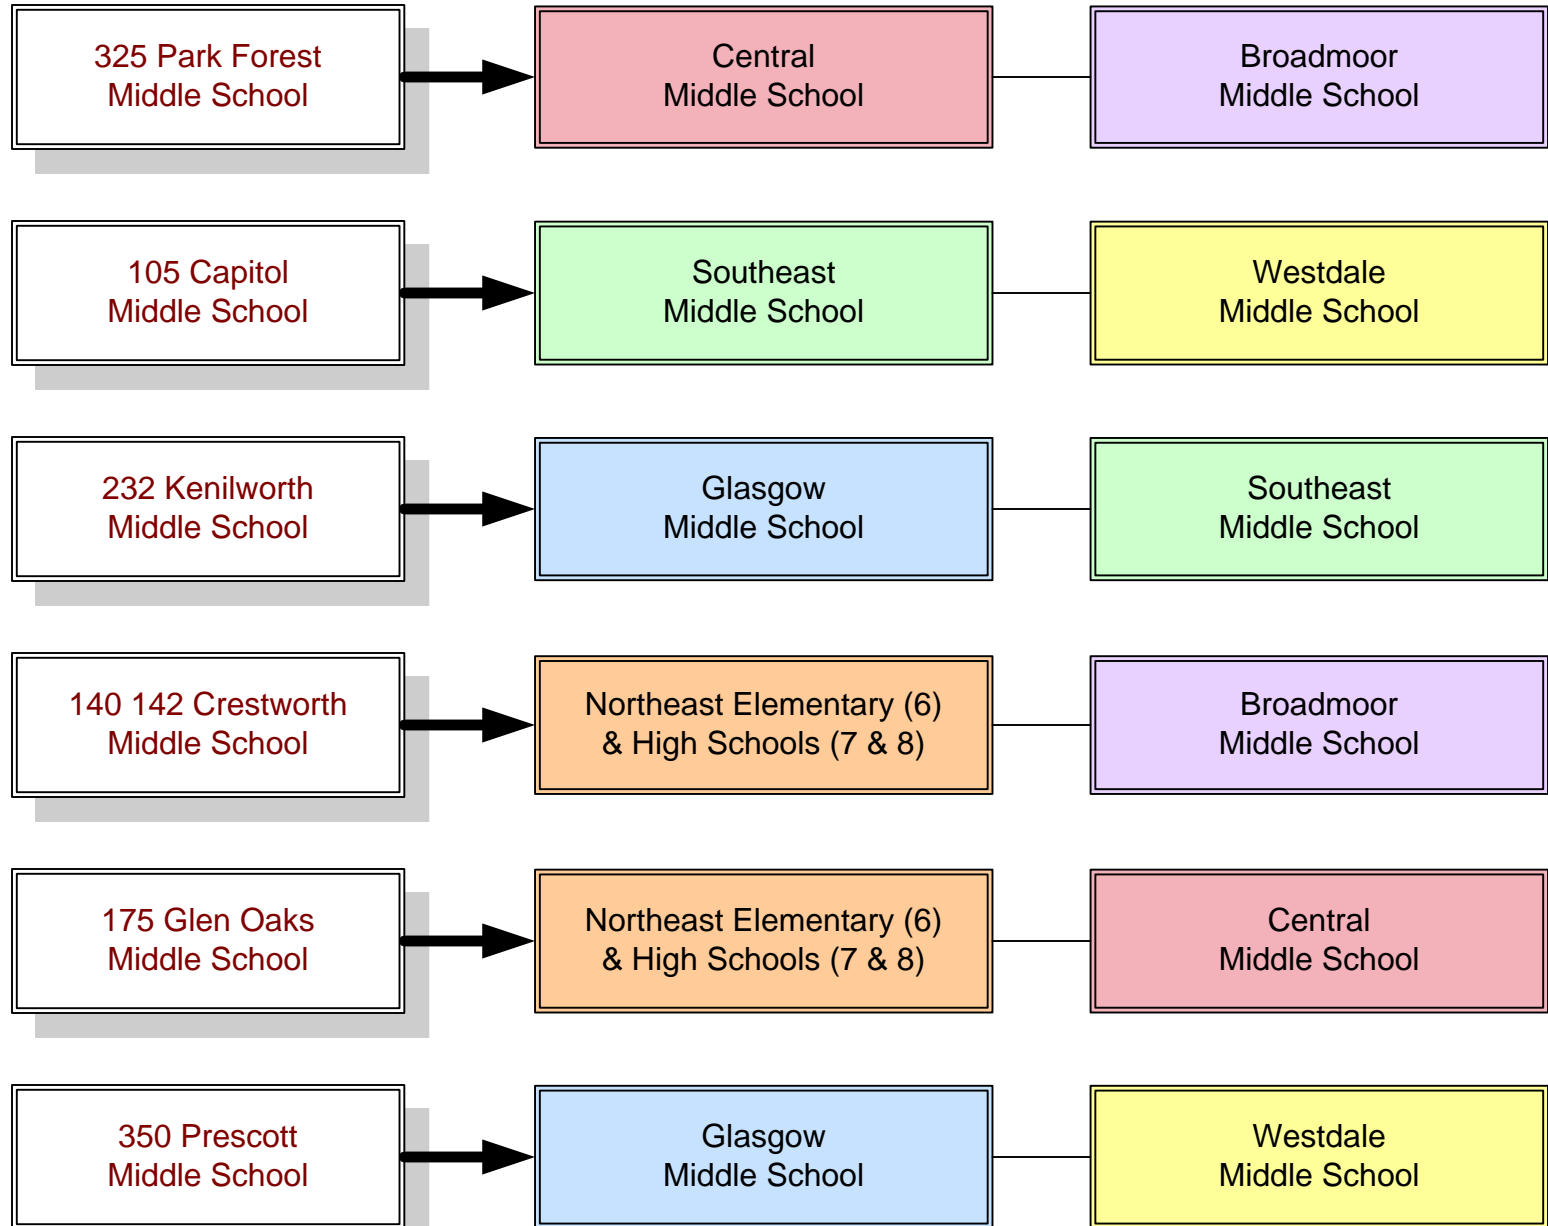 325 Park Forest
Middle School
Central
Middle School
Broadmoor
Middle School
105 Capitol
Middle School
Southeast
Middle School
Westdale
Middle School
232 Kenilworth
Middle School
Glasgow
Middle School
Southeast
Middle School
140 142 Crestworth
Middle School
Northeast Elementary (6)
& High Schools (7 & 8)
Broadmoor
Middle School
175 Glen Oaks
Middle School
Northeast Elementary (6)
& High Schools (7 & 8)
Central
Middle School
350 Prescott
Middle School
Glasgow
Middle School
Westdale
Middle School